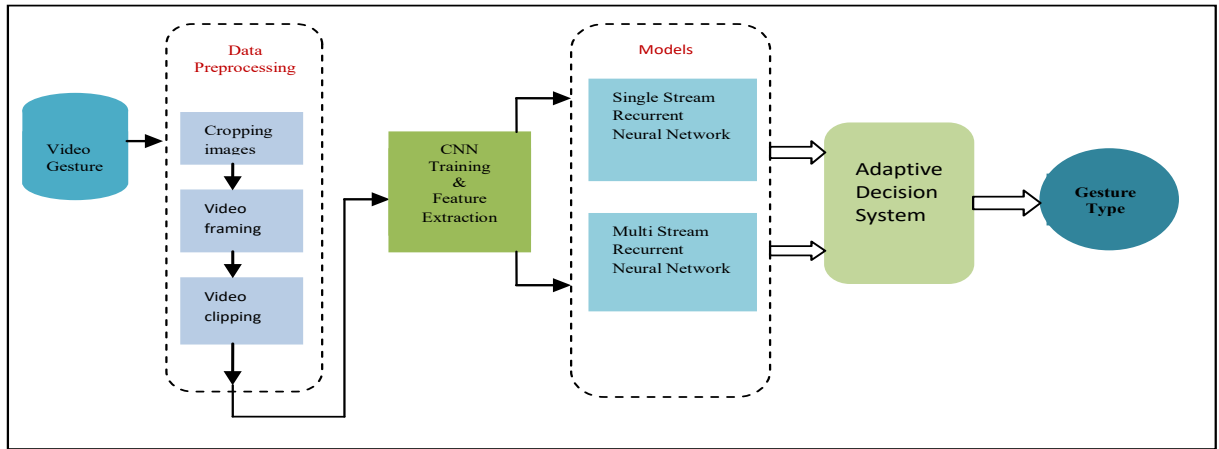 Video
Gesture
Data
Preprocessing
Cropping
images
Video
framing
Video
clipping
CNN
Training
&
Feature
Extraction
Models
Single Stream
Recurrent
Neural Network
Multi Stream
Recurrent
Neural Network
Adaptive
Decision
System
Gesture
Type